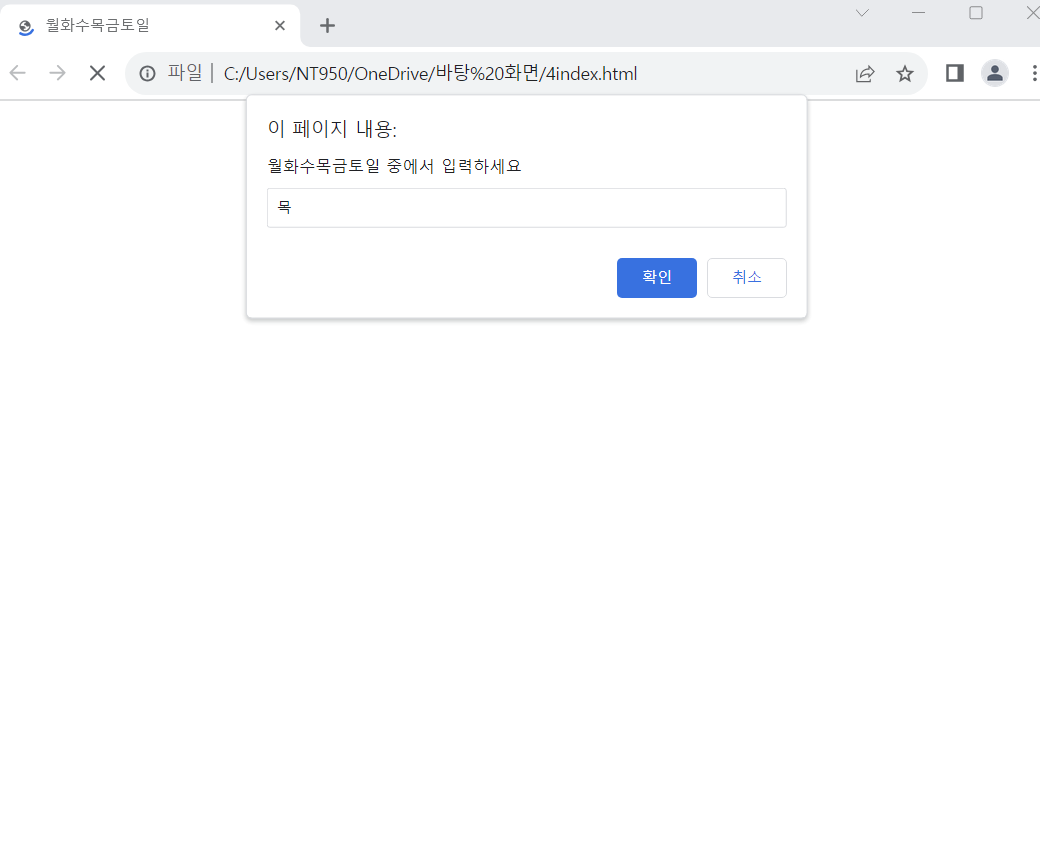 월화수목금토일
파일 | C:/Users/NT950/OneDrive/바탕%20화면/4index.html
이 페이지 내용:
월화수목금토일 중에서 입력하세요
목
확인 취소